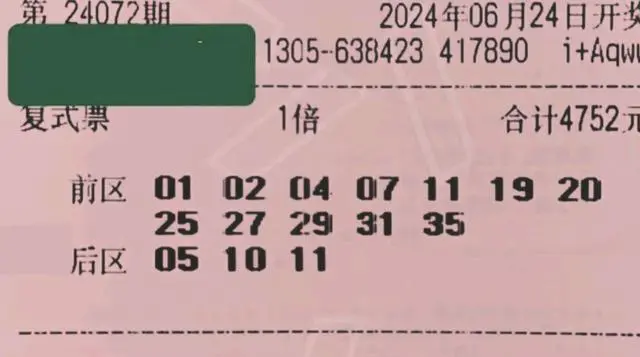 第 24072期 2024年06月24日开奖
1305-638423 417890 i+Aqw
复式票 1倍 合计4752元
前区 01 02 04 07 11 19 20
25 27 29 31 35
后区 05 10 11